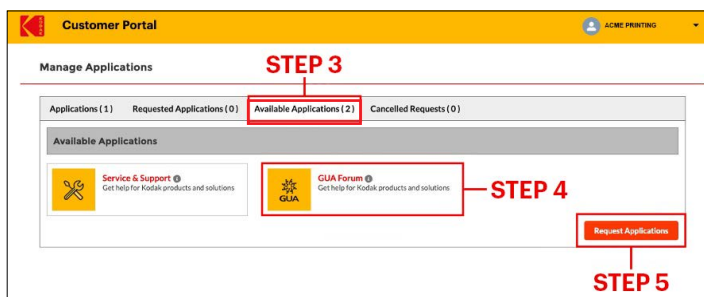 Customer Portal
ACME PRINTING
Manage Applications
STEP 3
Applications ( 1 ) Requested Applications ( 0 ) Available Applications ( 2 ) Cancelled Requests ( 0 )
Available Applications
Service & Support
Get help for Kodak products and solutions
GUA
GUA Forum
Get help for Kodak products and solutions
STEP 4
Request Applications
STEP 5